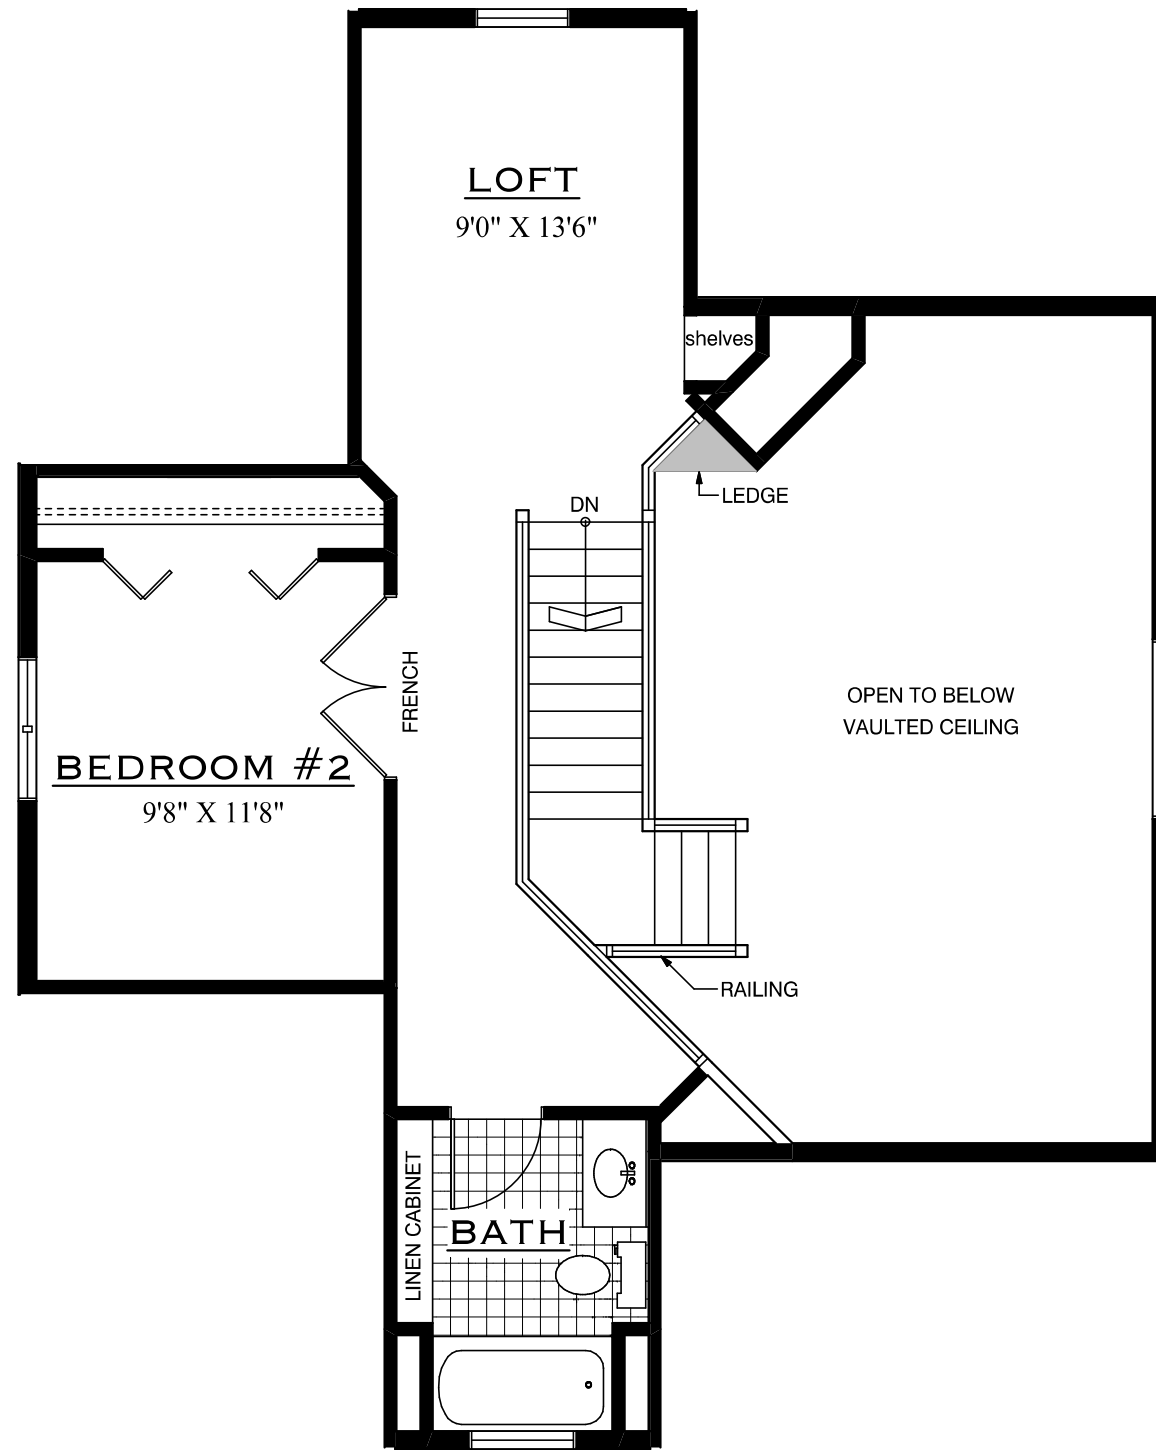 LOFT
9'0" X 13'6"
shelves
LEDGE
DN
FRENCH
OPEN TO BELOW
VAULTED CEILING
BEDROOM #2
9'8" X 11'8"
RAILING
LINEN CABINET
BATH